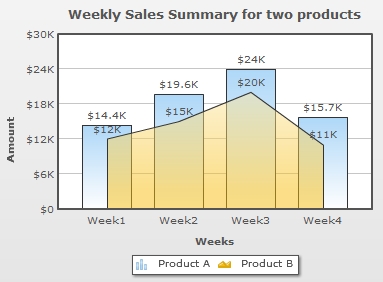 Weekly Sales Summary for two products
$30K
$24K
$18K
$12K
$6K
$0
Amount
$14.4K
$19.6K
$24K
$15.7K
$12K
$15K
$20K
$11K
Week1 Week2 Week3 Week4
Weeks
Product A Product B